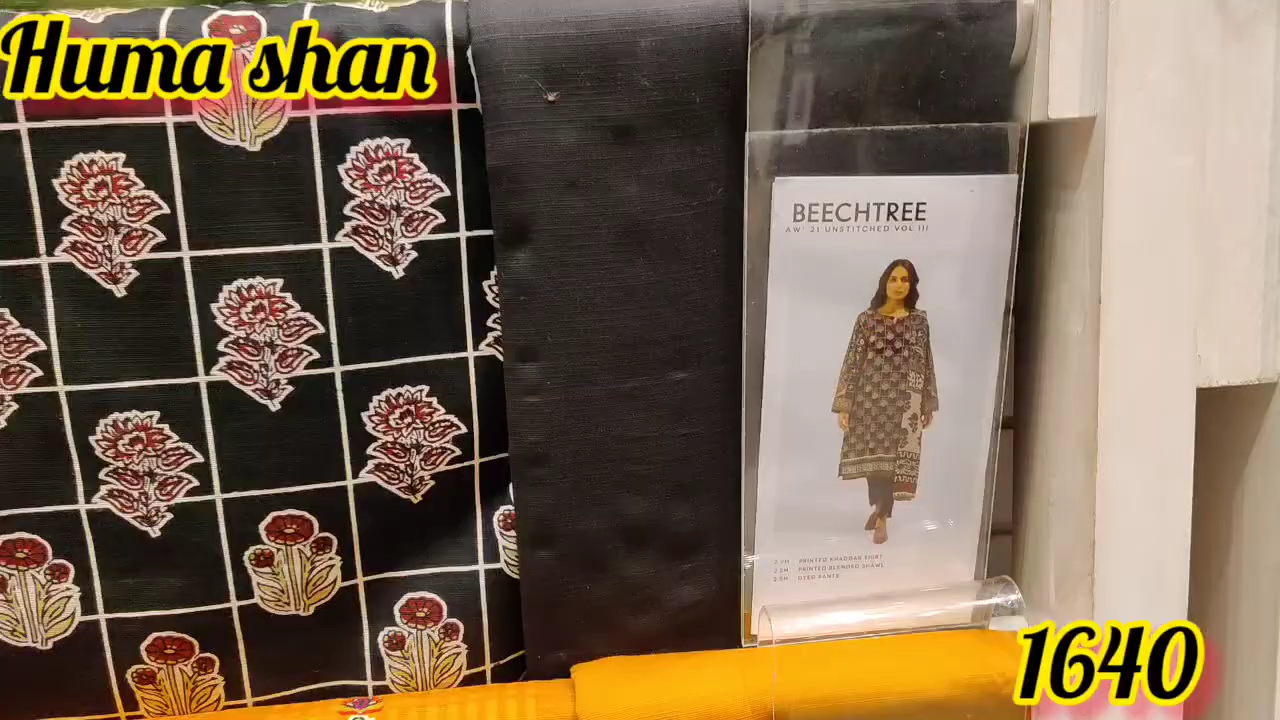 Huma shan
BEECHTREE
AW' 21 UNSTITCHED VOL III
PRINTED KHADDAR SHIRT
PRINTED BLENDED SHAWL
DYED PANTS
1640